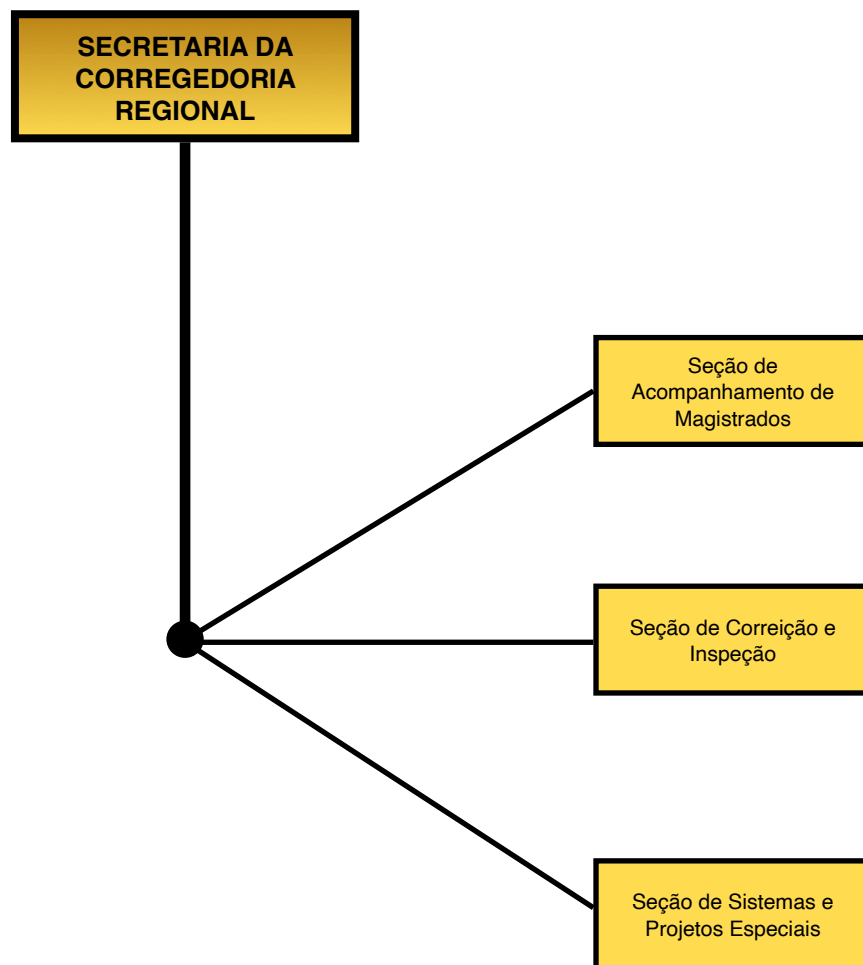 SECRETARIA DA
CORREGEDORIA
REGIONAL
Seção de
Acompanhamento de
Magistrados
Seção de Correição e
Inspeção
Seção de Sistemas e
Projetos Especiais